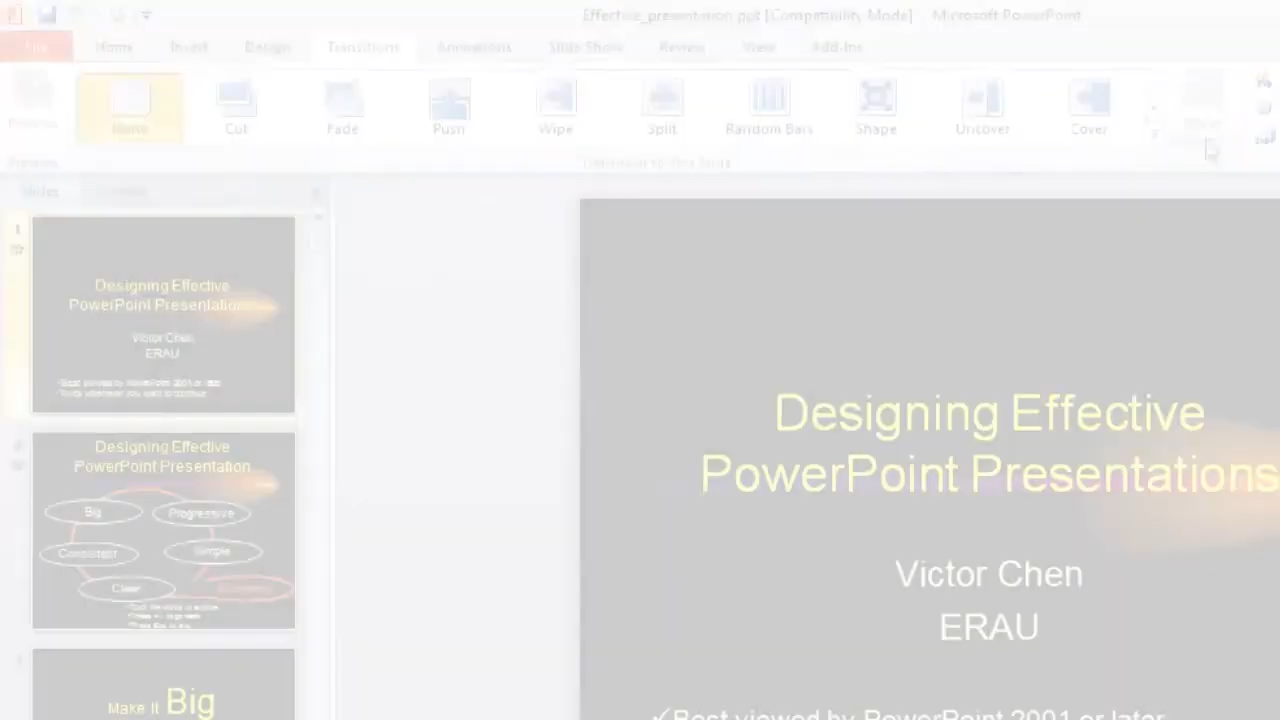 Effective_presentation.ppt [Compatibility Mode] - Microsoft PowerPoint
File Home Insert Design Transitions Animations Slide Show Review View Add-Ins
None Cut Fade Push Wipe Split Random Bars Shape Uncover Cover
Preview Transition to This Slide
Slides
1
Designing Effective
PowerPoint Presentations
Victor Chen
ERAU
Designing Effective
PowerPoint Presentation
Big Progressive
Consistent Simple
Clear
Make It Big
Designing Effective
PowerPoint Presentations
Victor Chen
ERAU
✓Best viewed by PowerPoint 2001 or later